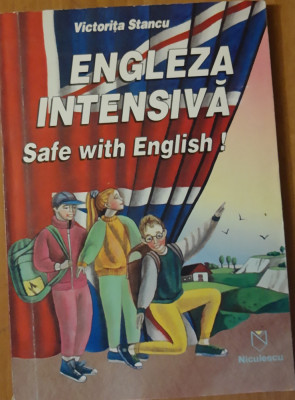 Victorița Stancu
ENGLEZA
INTENSIVĂ
Safe with English !
N
Niculescu